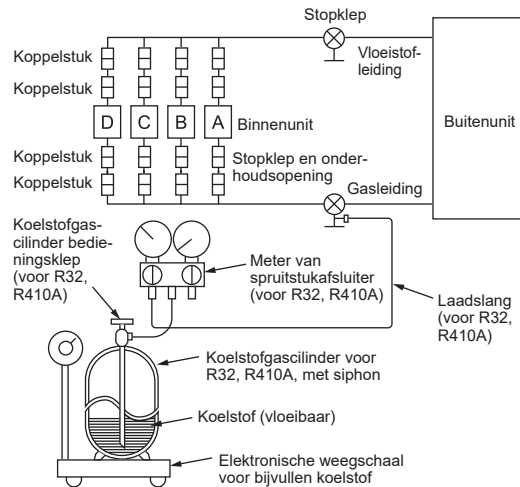 Stopklep
Koppelstuk
Vloeistof-
leiding
Koppelstuk
D
C
B
A
Binnenunit
Buitenunit
Koppelstuk
Stopklep en onder-
houdsopening
Koppelstuk
Gasleiding
Koelstofgas-
cilinder bedie-
ningsklep
(voor R32,
R410A)
Meter van
spruitstukafsluiter
(voor R32, R410A)
Laadslang
(voor R32,
R410A)
Koelstofgascilinder voor
R32, R410A, met siphon
Koelstof (vloeibaar)
Elektronische weegschaal
voor bijvullen koelstof